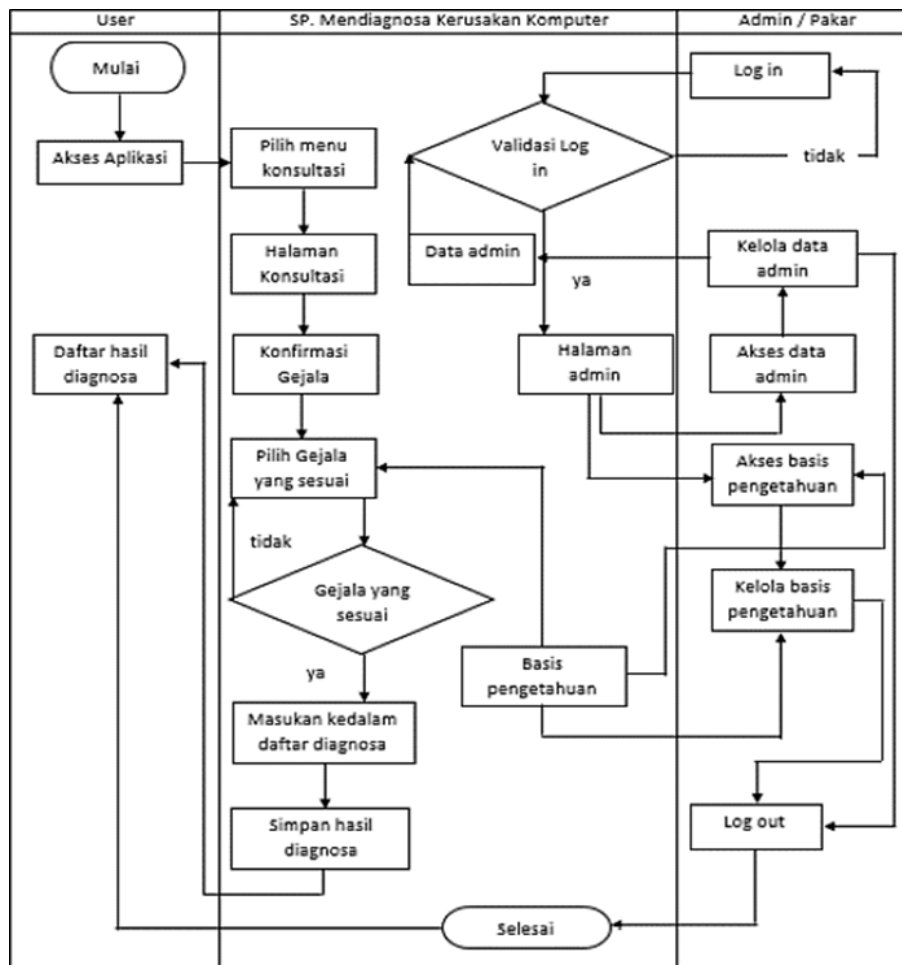 User
SP. Mendiagnosa Kerusakan Komputer
Admin / Pakar
Mulai
Log in
Akses Aplikasi
Pilih menu
konsultasi
Validasi Log
in
tidak
Halaman
Konsultasi
Data admin
ya
Kelola data
admin
Daftar hasil
diagnosa
Konfirmasi
Gejala
Halaman
admin
Akses data
admin
Pilih Gejala
yang sesuai
Akses basis
pengetahuan
tidak
Gejala yang
sesuai
Kelola basis
pengetahuan
ya
Basis
pengetahuan
Masukan kedalam
daftar diagnosa
Simpan hasil
diagnosa
Log out
Selesai